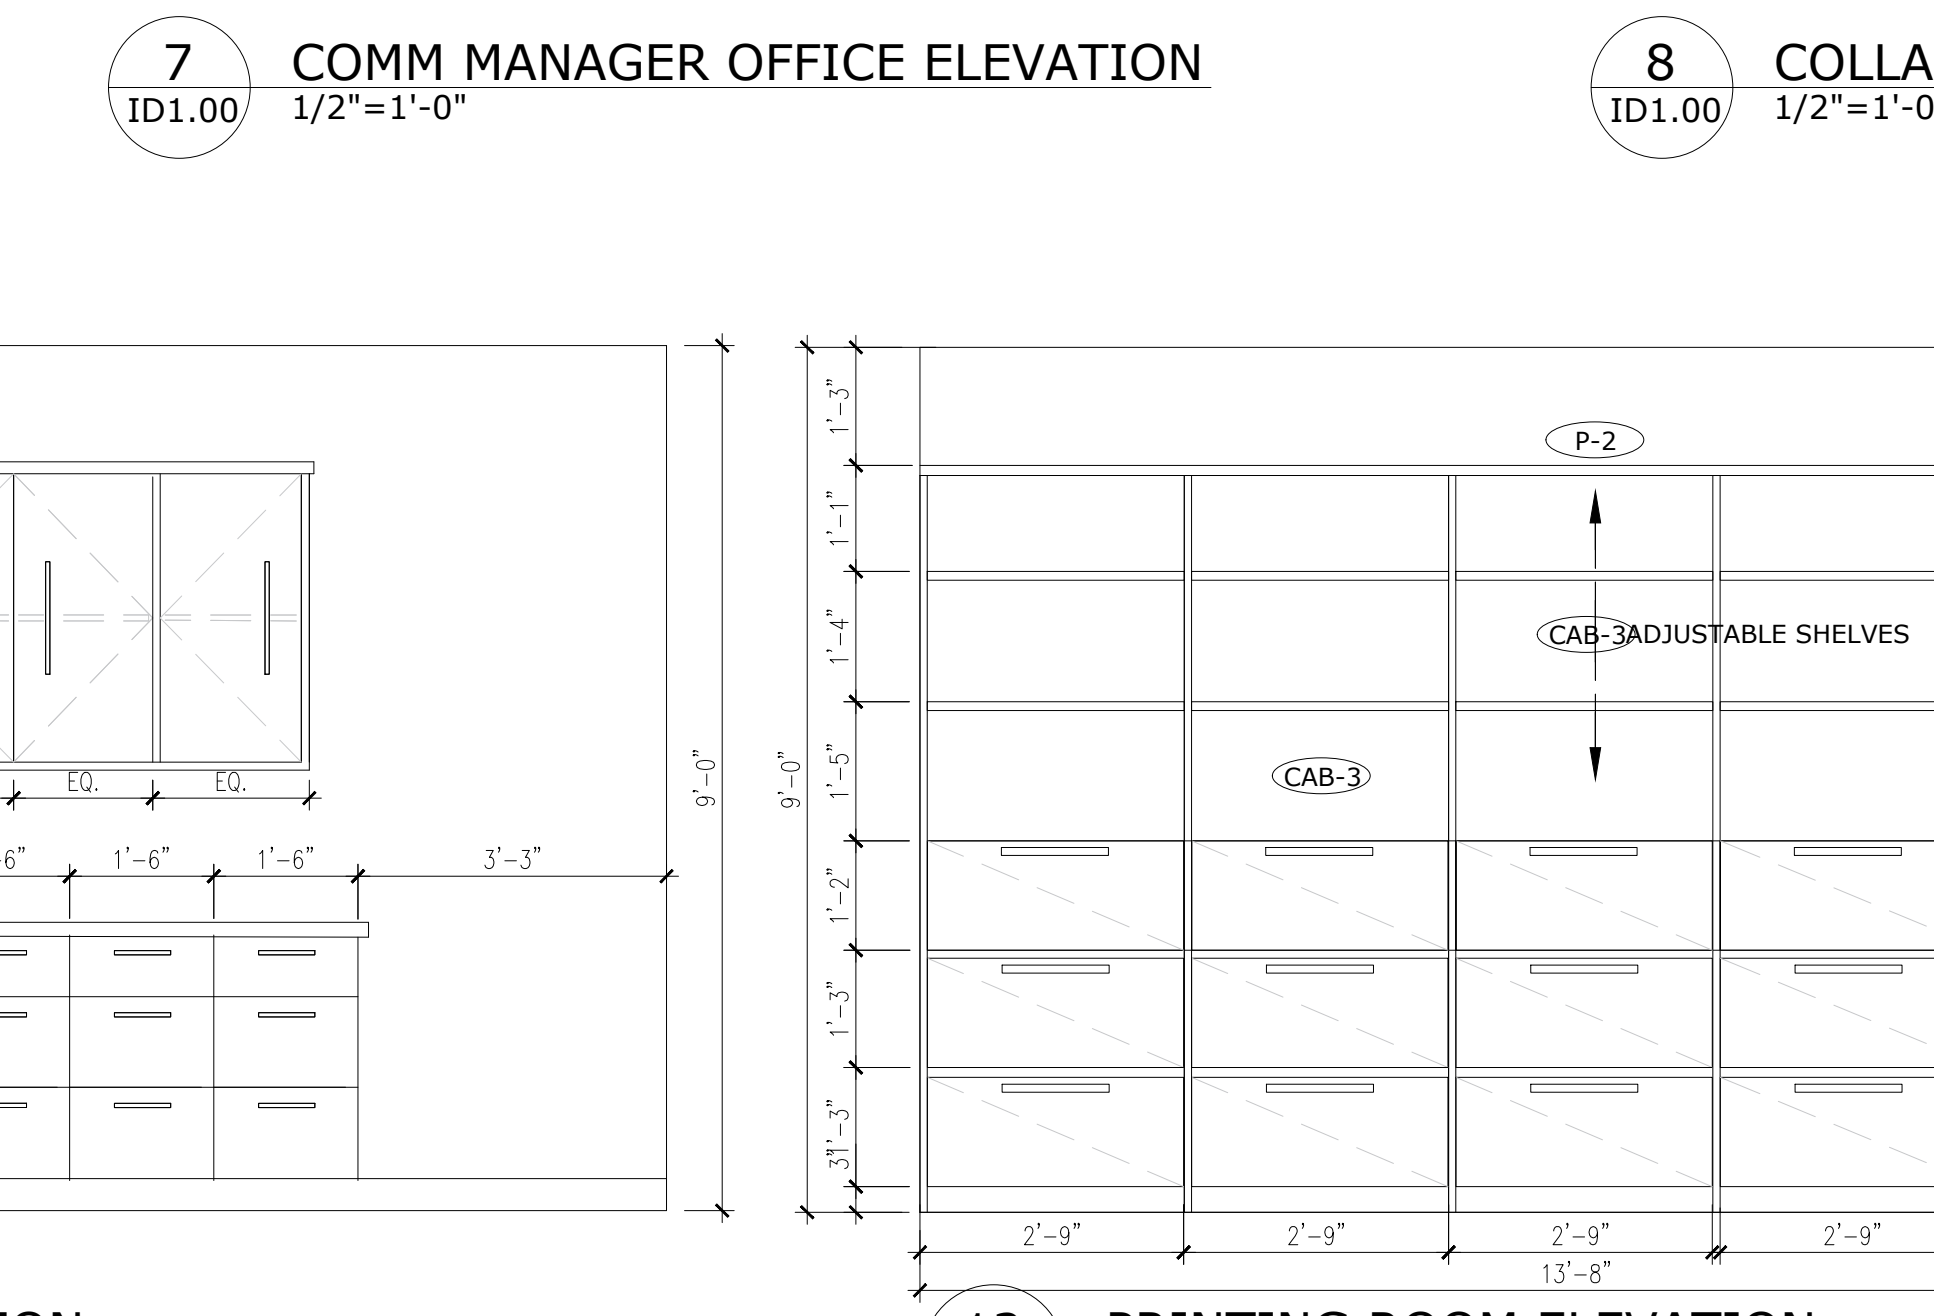 7
ID1.00
COMM MANAGER OFFICE ELEVATION
1/2"=1'-0"
8
ID1.00
COLLA
1/2"=1'-0
EQ.
EQ.
6"
1'-6"
1'-6"
3'-3"
9'-0"
9'-0"
1'-3"
1'-1"
1'-4"
1'-5"
1'-2"
1'-3"
1'-3"
3"
P-2
CAB-3
ADJUSTABLE SHELVES
CAB-3
2'-9"
2'-9"
2'-9"
2'-9"
13'-8"
PRINTING ROOM ELEVATION